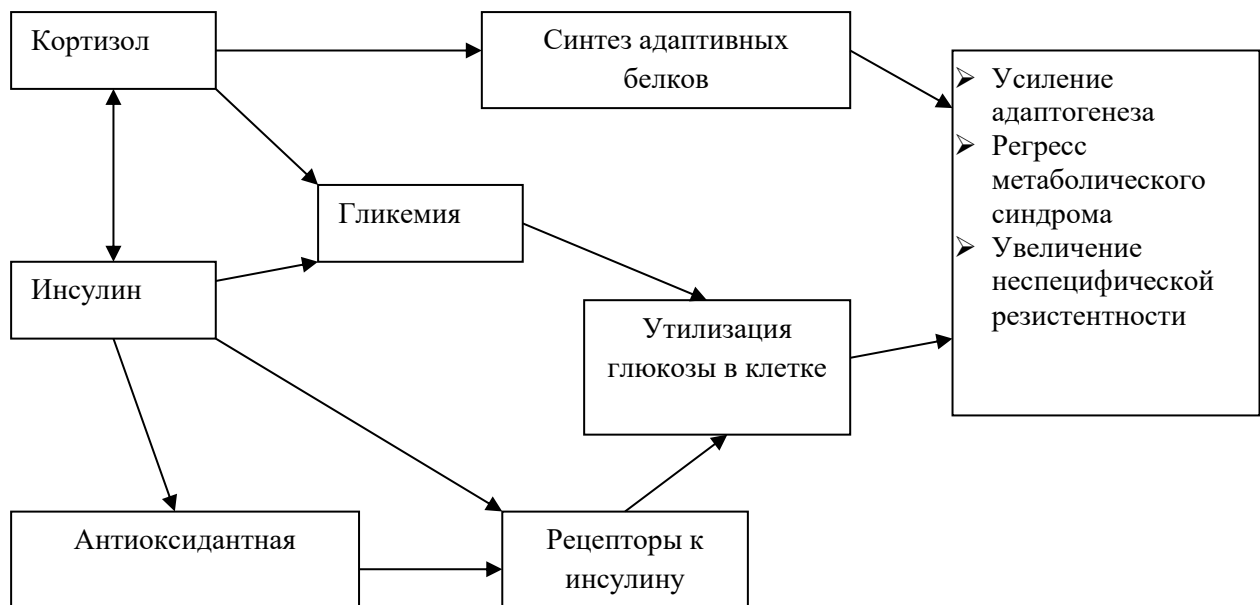 Кортизол
Синтез адаптивных
белков
Усиление
адаптогенеза
Регресс
метаболического
синдрома
Увеличение
неспецифической
резистентности
Гликемия
Инсулин
Утилизация
глюкозы в клетке
Антиоксидантная
Рецепторы к
инсулину